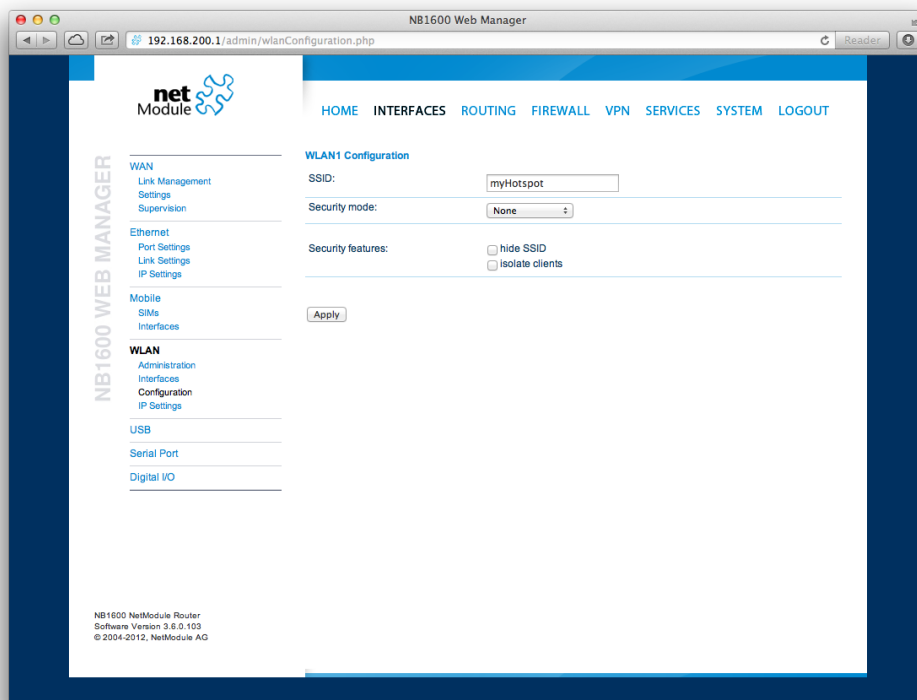 NB1600 Web Manager
192.168.200.1/admin/wlanConfiguration.php
Reader
net
Module
HOME INTERFACES ROUTING FIREWALL VPN SERVICES SYSTEM LOGOUT
NB1600 WEB MANAGER
WAN
Link Management
Settings
Supervision
Ethernet
Port Settings
Link Settings
IP Settings
Mobile
SIMs
Interfaces
WLAN
Administration
Interfaces
Configuration
IP Settings
USB
Serial Port
Digital I/O
WLAN1 Configuration
SSID:
myHotspot
Security mode:
None
Security features:
hide SSID
isolate clients
Apply
NB1600 NetModule Router
Software Version 3.6.0.103
© 2004-2012, NetModule AG